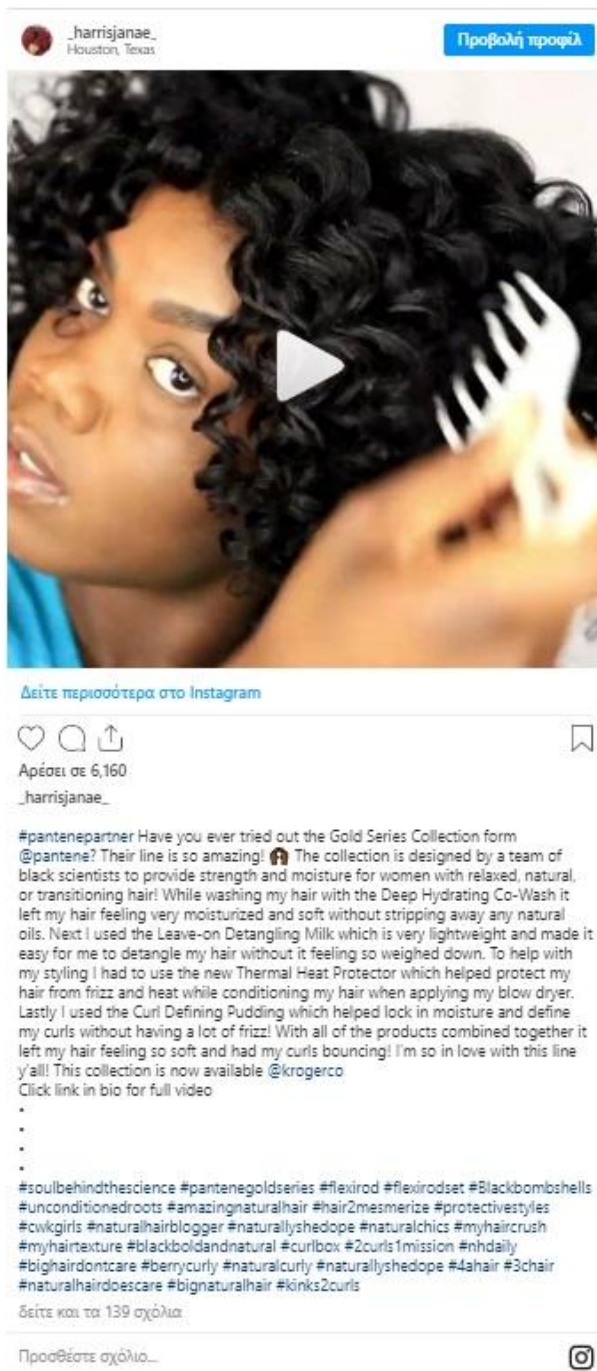 _harrisjanae_
Houston, Texas
Προβολή προφίλ
Δείτε περισσότερα στο Instagram
Αρέσει σε 6,160
_harrisjanae_
#pantenepartner Have you ever tried out the Gold Series Collection form
@pantene? Their line is so amazing! The collection is designed by a team of
black scientists to provide strength and moisture for women with relaxed, natural,
or transitioning hair! While washing my hair with the Deep Hydrating Co-Wash it
left my hair feeling very moisturized and soft without stripping away any natural
oils. Next I used the Leave-on Detangling Milk which is very lightweight and made it
easy for me to detangle my hair without it feeling so weighed down. To help with
my styling I had to use the new Thermal Heat Protector which helped protect my
hair from frizz and heat while conditioning my hair when applying my blow dryer.
Lastly I used the Curl Defining Pudding which helped lock in moisture and define
my curls without having a lot of frizz! With all of the products combined together it
left my hair feeling so soft and had my curls bouncing! I'm so in love with this line
y'all! This collection is now available @krogerco
Click link in bio for full video
•
•
•
•
#soulbehindthescience #pantenegoldseries #flexirod #flexirodset #Blackbombshells
#unconditionedroots #amazingnaturalhair #hair2mesmerize #protectivestyles
#cwkgirls #naturalhairblogger #naturallyshedope #naturalchics #myhaircrush
#myhairtexture #blackboldandnatural #curlbox #2curls1mission #nhdaily
#bighairdontcare #berrycurly #naturalcurly #naturallyshedope #4ahair #3chair
#naturalhairdoescare #bignaturalhair #kinks2curls
δείτε και τα 139 σχόλια
Προσθέστε σχόλιο...